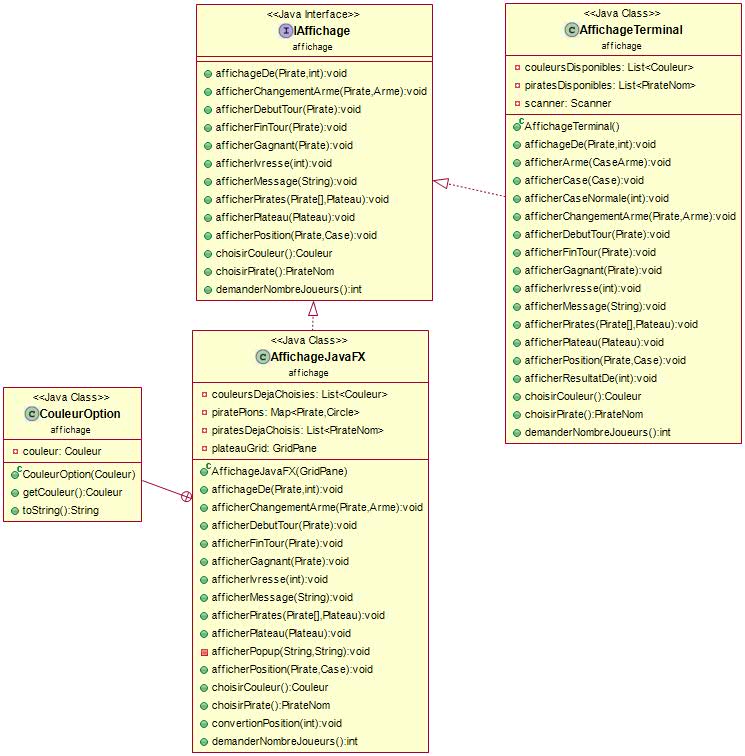 <<Java Interface>>
I IAffichage
affichage
affichageDe(Pirate,int):void
afficherChangementArme(Pirate,Arme):void
afficherDebutTour(Pirate):void
afficherFinTour(Pirate):void
afficherGagnant(Pirate):void
afficherIvresse(int):void
afficherMessage(String):void
afficherPirates(Pirate[],Plateau):void
afficherPlateau(Plateau):void
afficherPosition(Pirate,Case):void
choisirCouleur():Couleur
choisirPirate():PirateNom
demanderNombreJoueurs():int
<<Java Class>>
C AffichageTerminal
affichage
couleursDisponibles: List<Couleur>
piratesDisponibles: List<PirateNom>
scanner: Scanner
C AffichageTerminal()
affichageDe(Pirate,int):void
afficherArme(CaseArme):void
afficherCase(Case):void
afficherCaseNormale(int):void
afficherChangementArme(Pirate,Arme):void
afficherDebutTour(Pirate):void
afficherFinTour(Pirate):void
afficherGagnant(Pirate):void
afficherIvresse(int):void
afficherMessage(String):void
afficherPirates(Pirate[],Plateau):void
afficherPlateau(Plateau):void
afficherPosition(Pirate,Case):void
afficherResultatDe(int):void
choisirCouleur():Couleur
choisirPirate():PirateNom
demanderNombreJoueurs():int
<<Java Class>>
C AffichageJavaFX
affichage
couleursDejaChoisies: List<Couleur>
piratePions: Map<Pirate,Circle>
piratesDejaChoisis: List<PirateNom>
plateauGrid: GridPane
C AffichageJavaFX(GridPane)
affichageDe(Pirate,int):void
afficherChangementArme(Pirate,Arme):void
afficherDebutTour(Pirate):void
afficherFinTour(Pirate):void
afficherGagnant(Pirate):void
afficherIvresse(int):void
afficherMessage(String):void
afficherPirates(Pirate[],Plateau):void
afficherPlateau(Plateau):void
afficherPopup(String,String):void
afficherPosition(Pirate,Case):void
choisirCouleur():Couleur
choisirPirate():PirateNom
convertionPosition(int):void
demanderNombreJoueurs():int
<<Java Class>>
C CouleurOption
affichage
couleur: Couleur
C CouleurOption(Couleur)
getCouleur():Couleur
toString():String